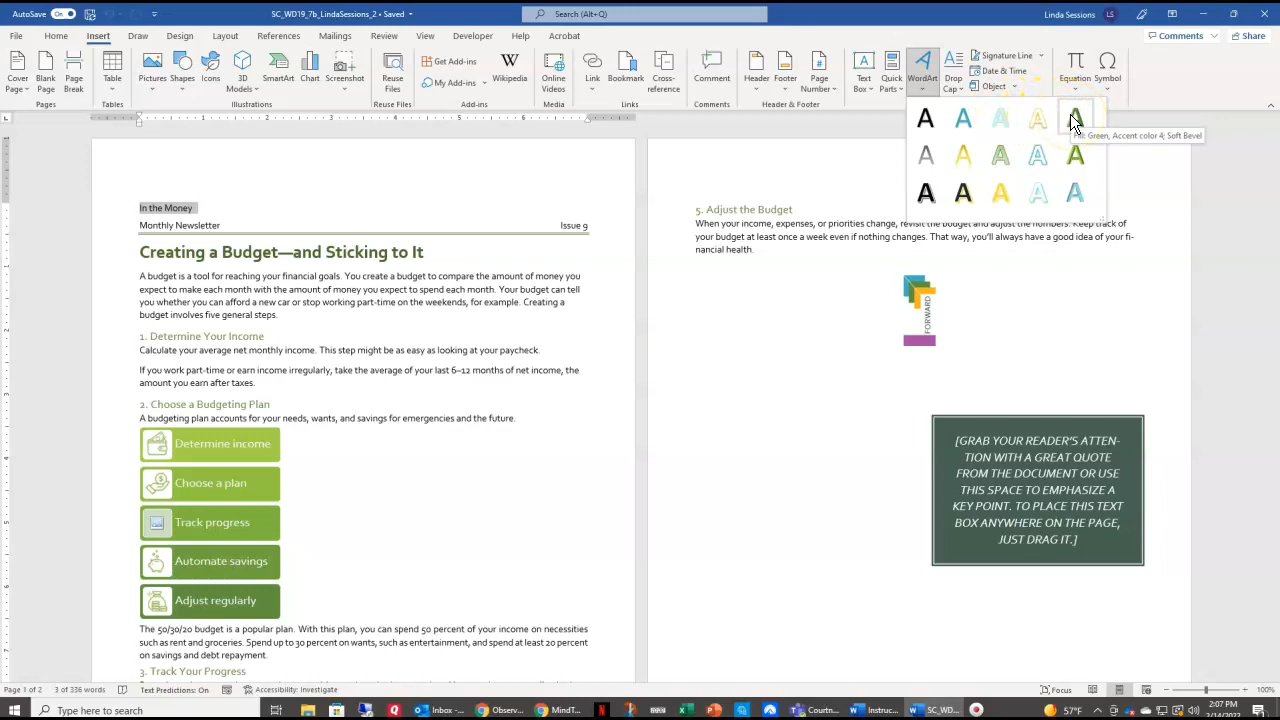 AutoSave On SC_WD19_7b_LindaSessions_2 • Saved Search (Alt+Q) Linda Sessions LS
File Home Insert Draw Design Layout References Mailings Review View Developer Help Acrobat Comments Share
Cover Page Blank Page Page Break Table Pictures Shapes Icons 3D Models SmartArt Chart Screenshot Reuse Files Get Add-ins My Add-ins Wikipedia Online Videos Link Bookmark Cross-reference Comment Header Footer Page Number Text Box Quick Parts WordArt Drop Cap Signature Line Date & Time Object Equation Symbol
Pages Tables Illustrations Reuse Files Add-ins Media Links Comments Header & Footer
A A A A A
Fill: Green, Accent color 4; Soft Bevel
A A A A A
A A A A A
In the Money
Monthly Newsletter Issue 9
Creating a Budget—and Sticking to It
A budget is a tool for reaching your financial goals. You create a budget to compare the amount of money you
expect to make each month with the amount of money you expect to spend each month. Your budget can tell
you whether you can afford a new car or stop working part-time on the weekends, for example. Creating a
budget involves five general steps.
1. Determine Your Income
Calculate your average net monthly income. This step might be as easy as looking at your paycheck.
If you work part-time or earn income irregularly, take the average of your last 6–12 months of net income, the
amount you earn after taxes.
2. Choose a Budgeting Plan
A budgeting plan accounts for your needs, wants, and savings for emergencies and the future.
Determine income
Choose a plan
Track progress
Automate savings
Adjust regularly
The 50/30/20 budget is a popular plan. With this plan, you can spend 50 percent of your income on necessities
such as rent and groceries. Spend up to 30 percent on wants, such as entertainment, and spend at least 20 percent
on savings and debt repayment.
3. Track Your Progress
5. Adjust the Budget
When your income, expenses, or priorities change, revisit the budget and adjust the numbers. Keep track of
your budget at least once a week even if nothing changes. That way, you'll always have a good idea of your fi-
nancial health.
FORWARD
[GRAB YOUR READER'S ATTEN-
TION WITH A GREAT QUOTE
FROM THE DOCUMENT OR USE
THIS SPACE TO EMPHASIZE A
KEY POINT. TO PLACE THIS TEXT
BOX ANYWHERE ON THE PAGE,
JUST DRAG IT.]
Page 1 of 2 3 of 336 words Text Predictions: On Accessibility: Investigate Focus 100%
Type here to search Inbox - Observ... MindT... Courtn... Instruc... SC_WD... 57°F 2:07 PM
2/14/2022